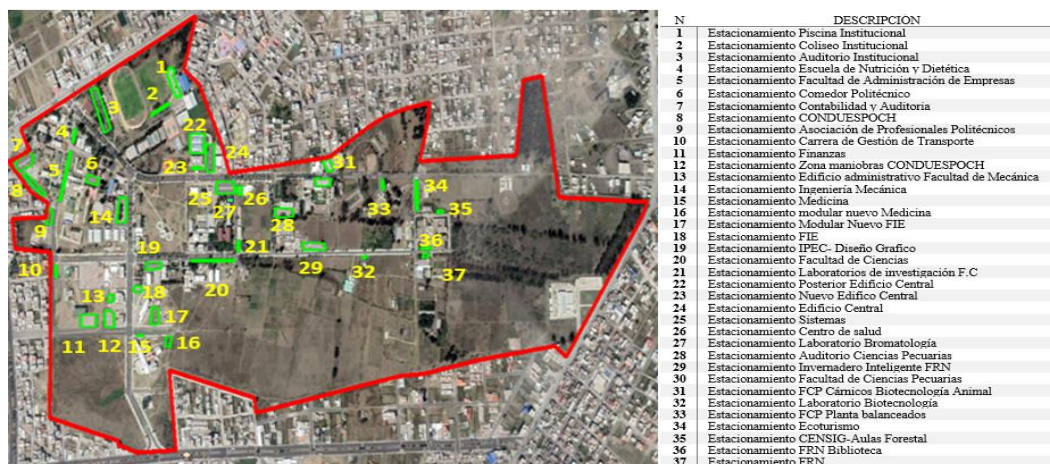 N DESCRIPCION
1 Estacionamiento Piscina Institucional
2 Estacionamiento Coliseo Institucional
3 Estacionamiento Auditorio Institucional
4 Estacionamiento Escuela de Nutrición y Dietética
5 Estacionamiento Facultad de Administración de Empresas
6 Estacionamiento Comedor Politécnico
7 Estacionamiento Contabilidad y Auditoria
8 Estacionamiento CONDUESPOCH
9 Estacionamiento Asociación de Profesionales Politécnicos
10 Estacionamiento Carrera de Gestión de Transporte
11 Estacionamiento Finanzas
12 Estacionamiento Zona maniobras CONDUESPOCH
13 Estacionamiento Edificio administrativo Facultad de Mecánica
14 Estacionamiento Ingeniería Mecánica
15 Estacionamiento Medicina
16 Estacionamiento modular nuevo Medicina
17 Estacionamiento Modular Nuevo FIE
18 Estacionamiento FIE
19 Estacionamiento IPEC- Diseño Grafico
20 Estacionamiento Facultad de Ciencias
21 Estacionamiento Laboratorios de investigación F.C
22 Estacionamiento Posterior Edificio Central
23 Estacionamiento Nuevo Edifico Central
24 Estacionamiento Edificio Central
25 Estacionamiento Sistemas
26 Estacionamiento Centro de salud
27 Estacionamiento Laboratorio Bromatología
28 Estacionamiento Auditorio Ciencias Pecuarias
29 Estacionamiento Invernadero Inteligente FRN
30 Estacionamiento Facultad de Ciencias Pecuarias
31 Estacionamiento FCP Cárnicos Biotecnología Animal
32 Estacionamiento Laboratorio Biotecnología
33 Estacionamiento FCP Planta balanceados
34 Estacionamiento Ecoturismo
35 Estacionamiento CENSIG-Aulas Forestal
36 Estacionamiento FRN Biblioteca
37 Estacionamiento FRN
1
2
3
4
22
7
24
5
6
23
31
8
25
26
33
34
27
14
35
28
9
21
36
19
29
10
32
37
20
13
18
17
11
12
15
16